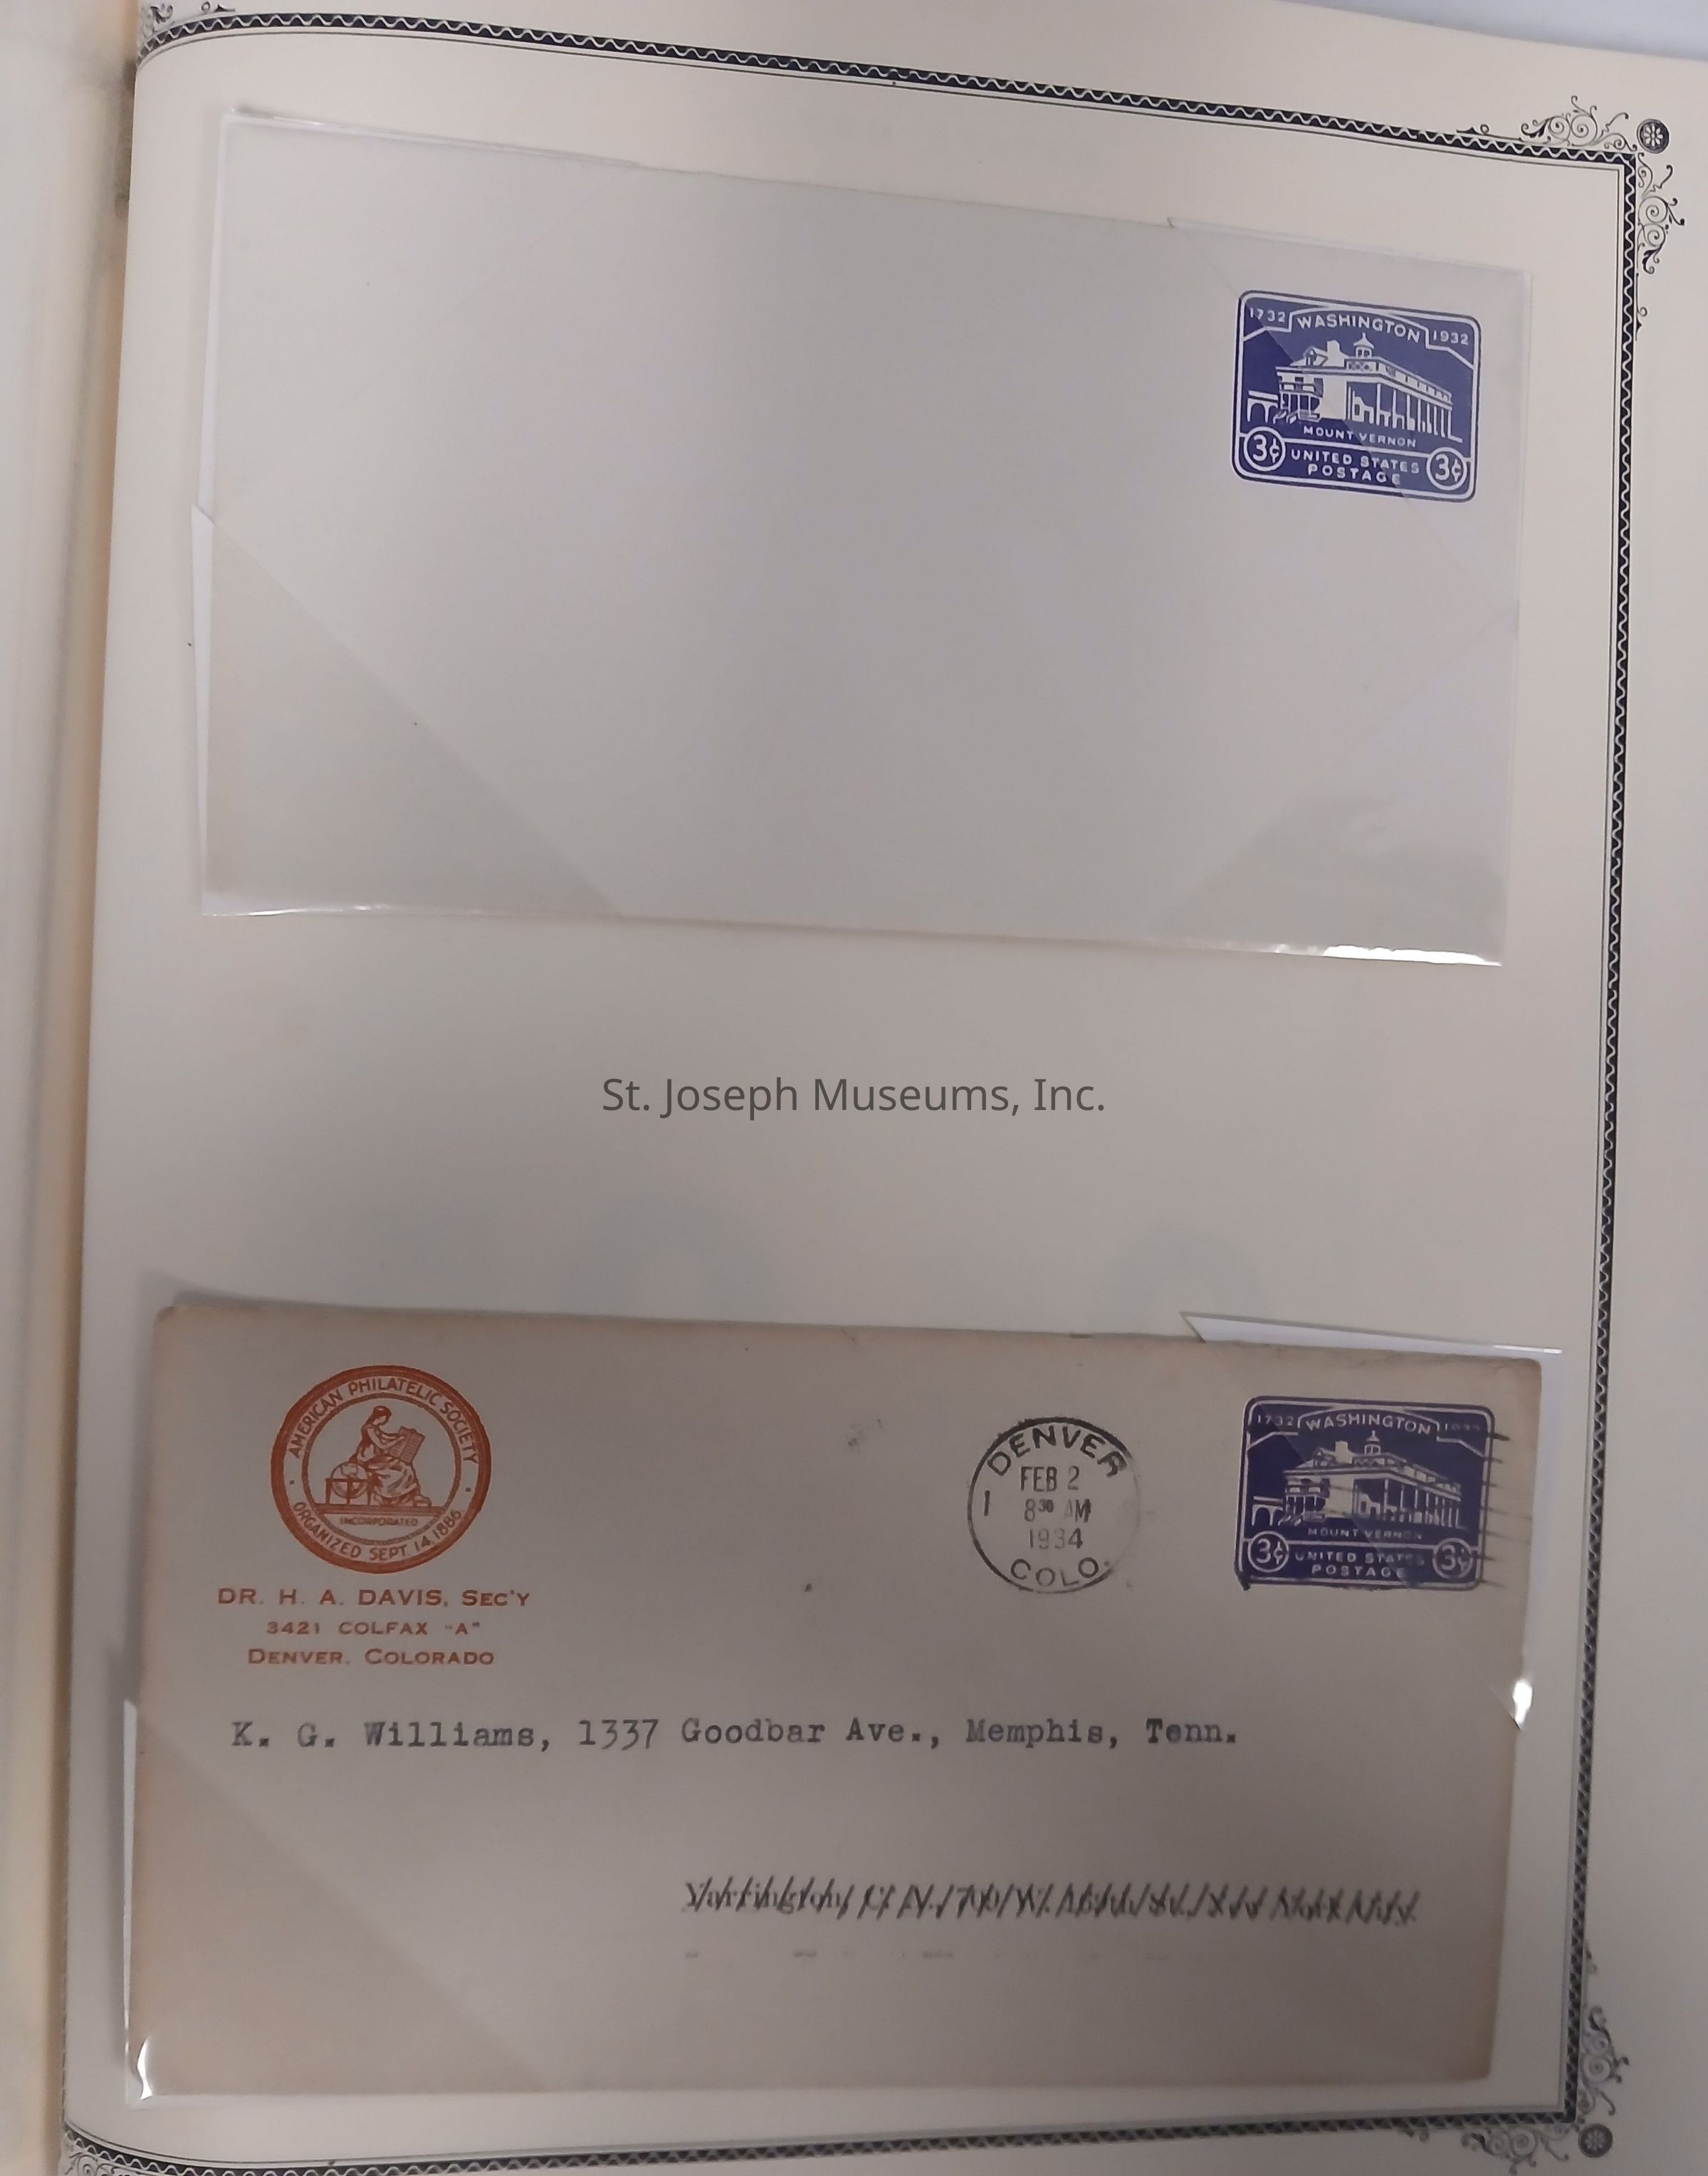 1732 WASHINGTON 1932
MOUNT VERNON
3¢ UNITED STATES 3¢
POSTAGE
St. Joseph Museums, Inc.
AMERICAN PHILATELIC SOCIETY
INCORPORATED
ORGANIZED SEPT. 14, 1886
DR. H. A. DAVIS, SEC'Y
3421 COLFAX "A"
DENVER, COLORADO
DENVER
FEB 2
1 8 30 AM
1934
COLO.
1732 WASHINGTON 1932
MOUNT VERNON
3¢ UNITED STATES 3¢
POSTAGE
K. G. Williams, 1337 Goodbar Ave., Memphis, Tenn.